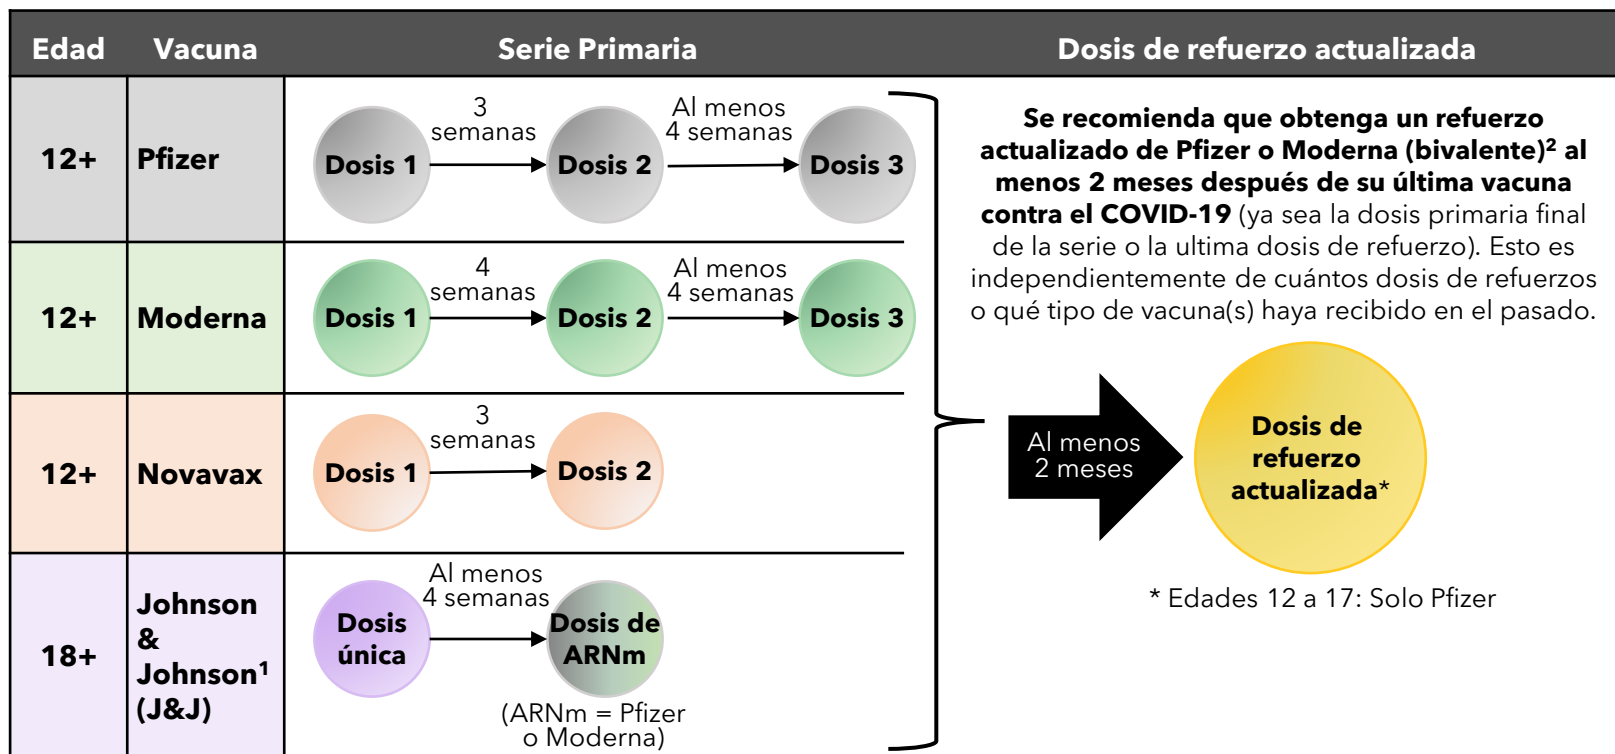 Edad Vacuna Serie Primaria Dosis de refuerzo actualizada
12+ Pfizer
3
semanas
Al menos
4 semanas
Dosis 1 Dosis 2 Dosis 3
12+ Moderna
4
semanas
Al menos
4 semanas
Dosis 1 Dosis 2 Dosis 3
12+ Novavax
3
semanas
Dosis 1 Dosis 2
18+
Johnson
&
Johnson¹
(J&J)
Al menos
4 semanas
Dosis
única
Dosis de
ARNm
(ARNm = Pfizer
o Moderna)
Se recomienda que obtenga un refuerzo
actualizado de Pfizer o Moderna (bivalente)² al
menos 2 meses después de su última vacuna
contra el COVID-19 (ya sea la dosis primaria final
de la serie o la ultima dosis de refuerzo). Esto es
independientemente de cuántos dosis de refuerzos
o qué tipo de vacuna(s) haya recibido en el pasado.
Al menos
2 meses
Dosis de
refuerzo
actualizada*
* Edades 12 a 17: Solo Pfizer